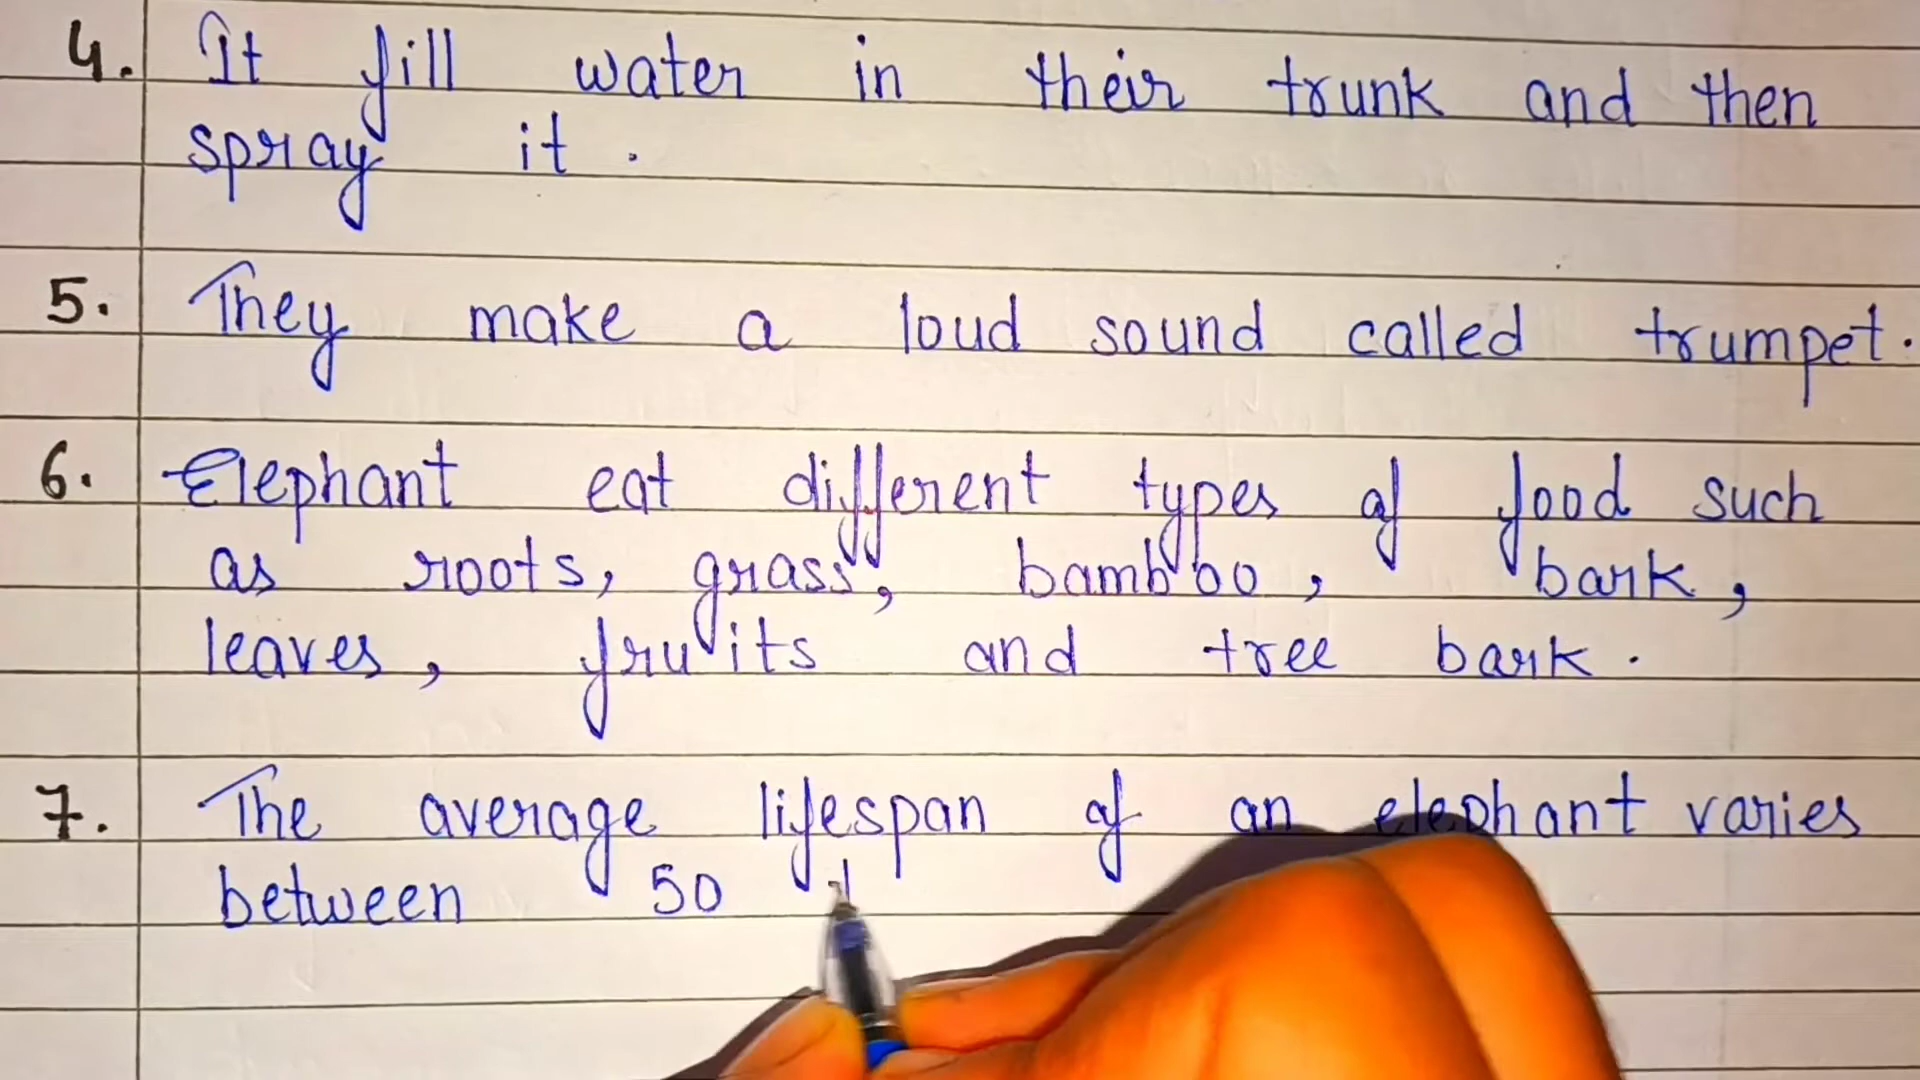 4. It fill water in their trunk and then
spray it.
5. They make a loud sound called trumpet.
6. Elephant eat different types of food such
as roots, grass, bamboo, bark,
leaves, fruits and tree bark.
7. The average lifespan of an elephant varies
between 50